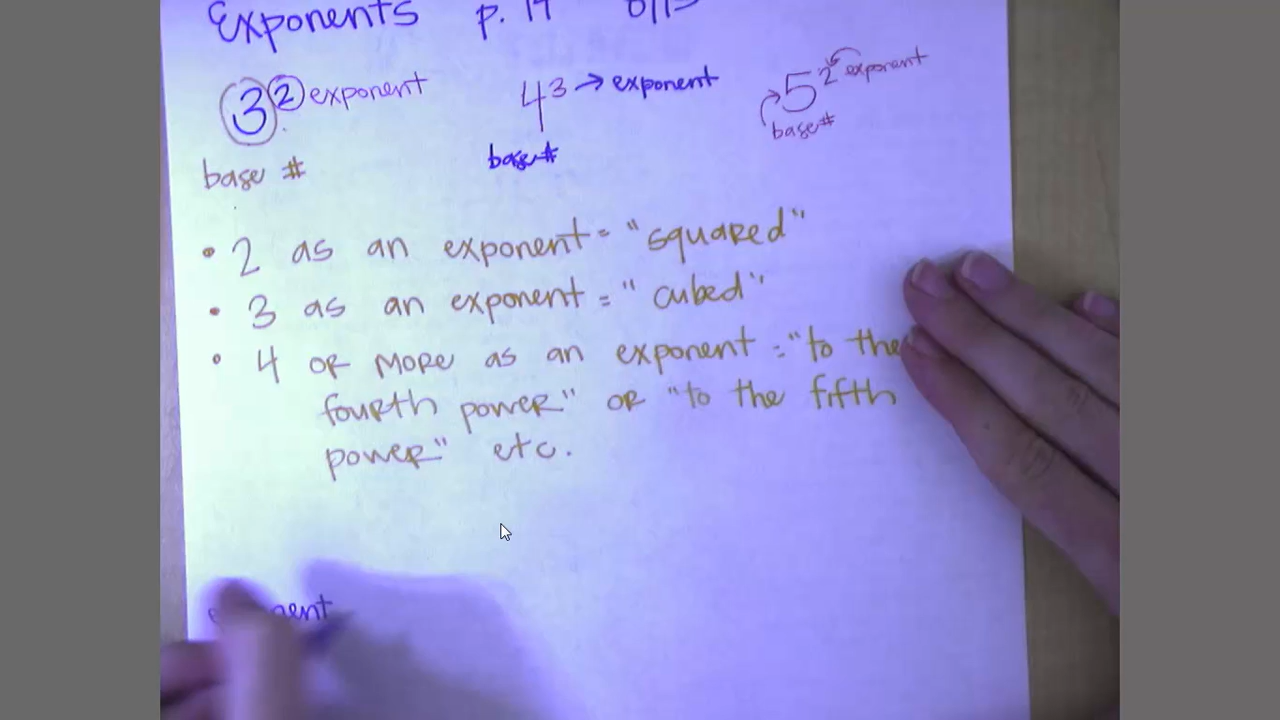 Exponents p. 14
3 2 exponent 4 3 → exponent 5 2 exponent
base # base # base #
• 2 as an exponent = "squared"
• 3 as an exponent = "cubed"
• 4 OR MORE as an exponent = "to the
fourth power" OR "to the fifth
power" etc.